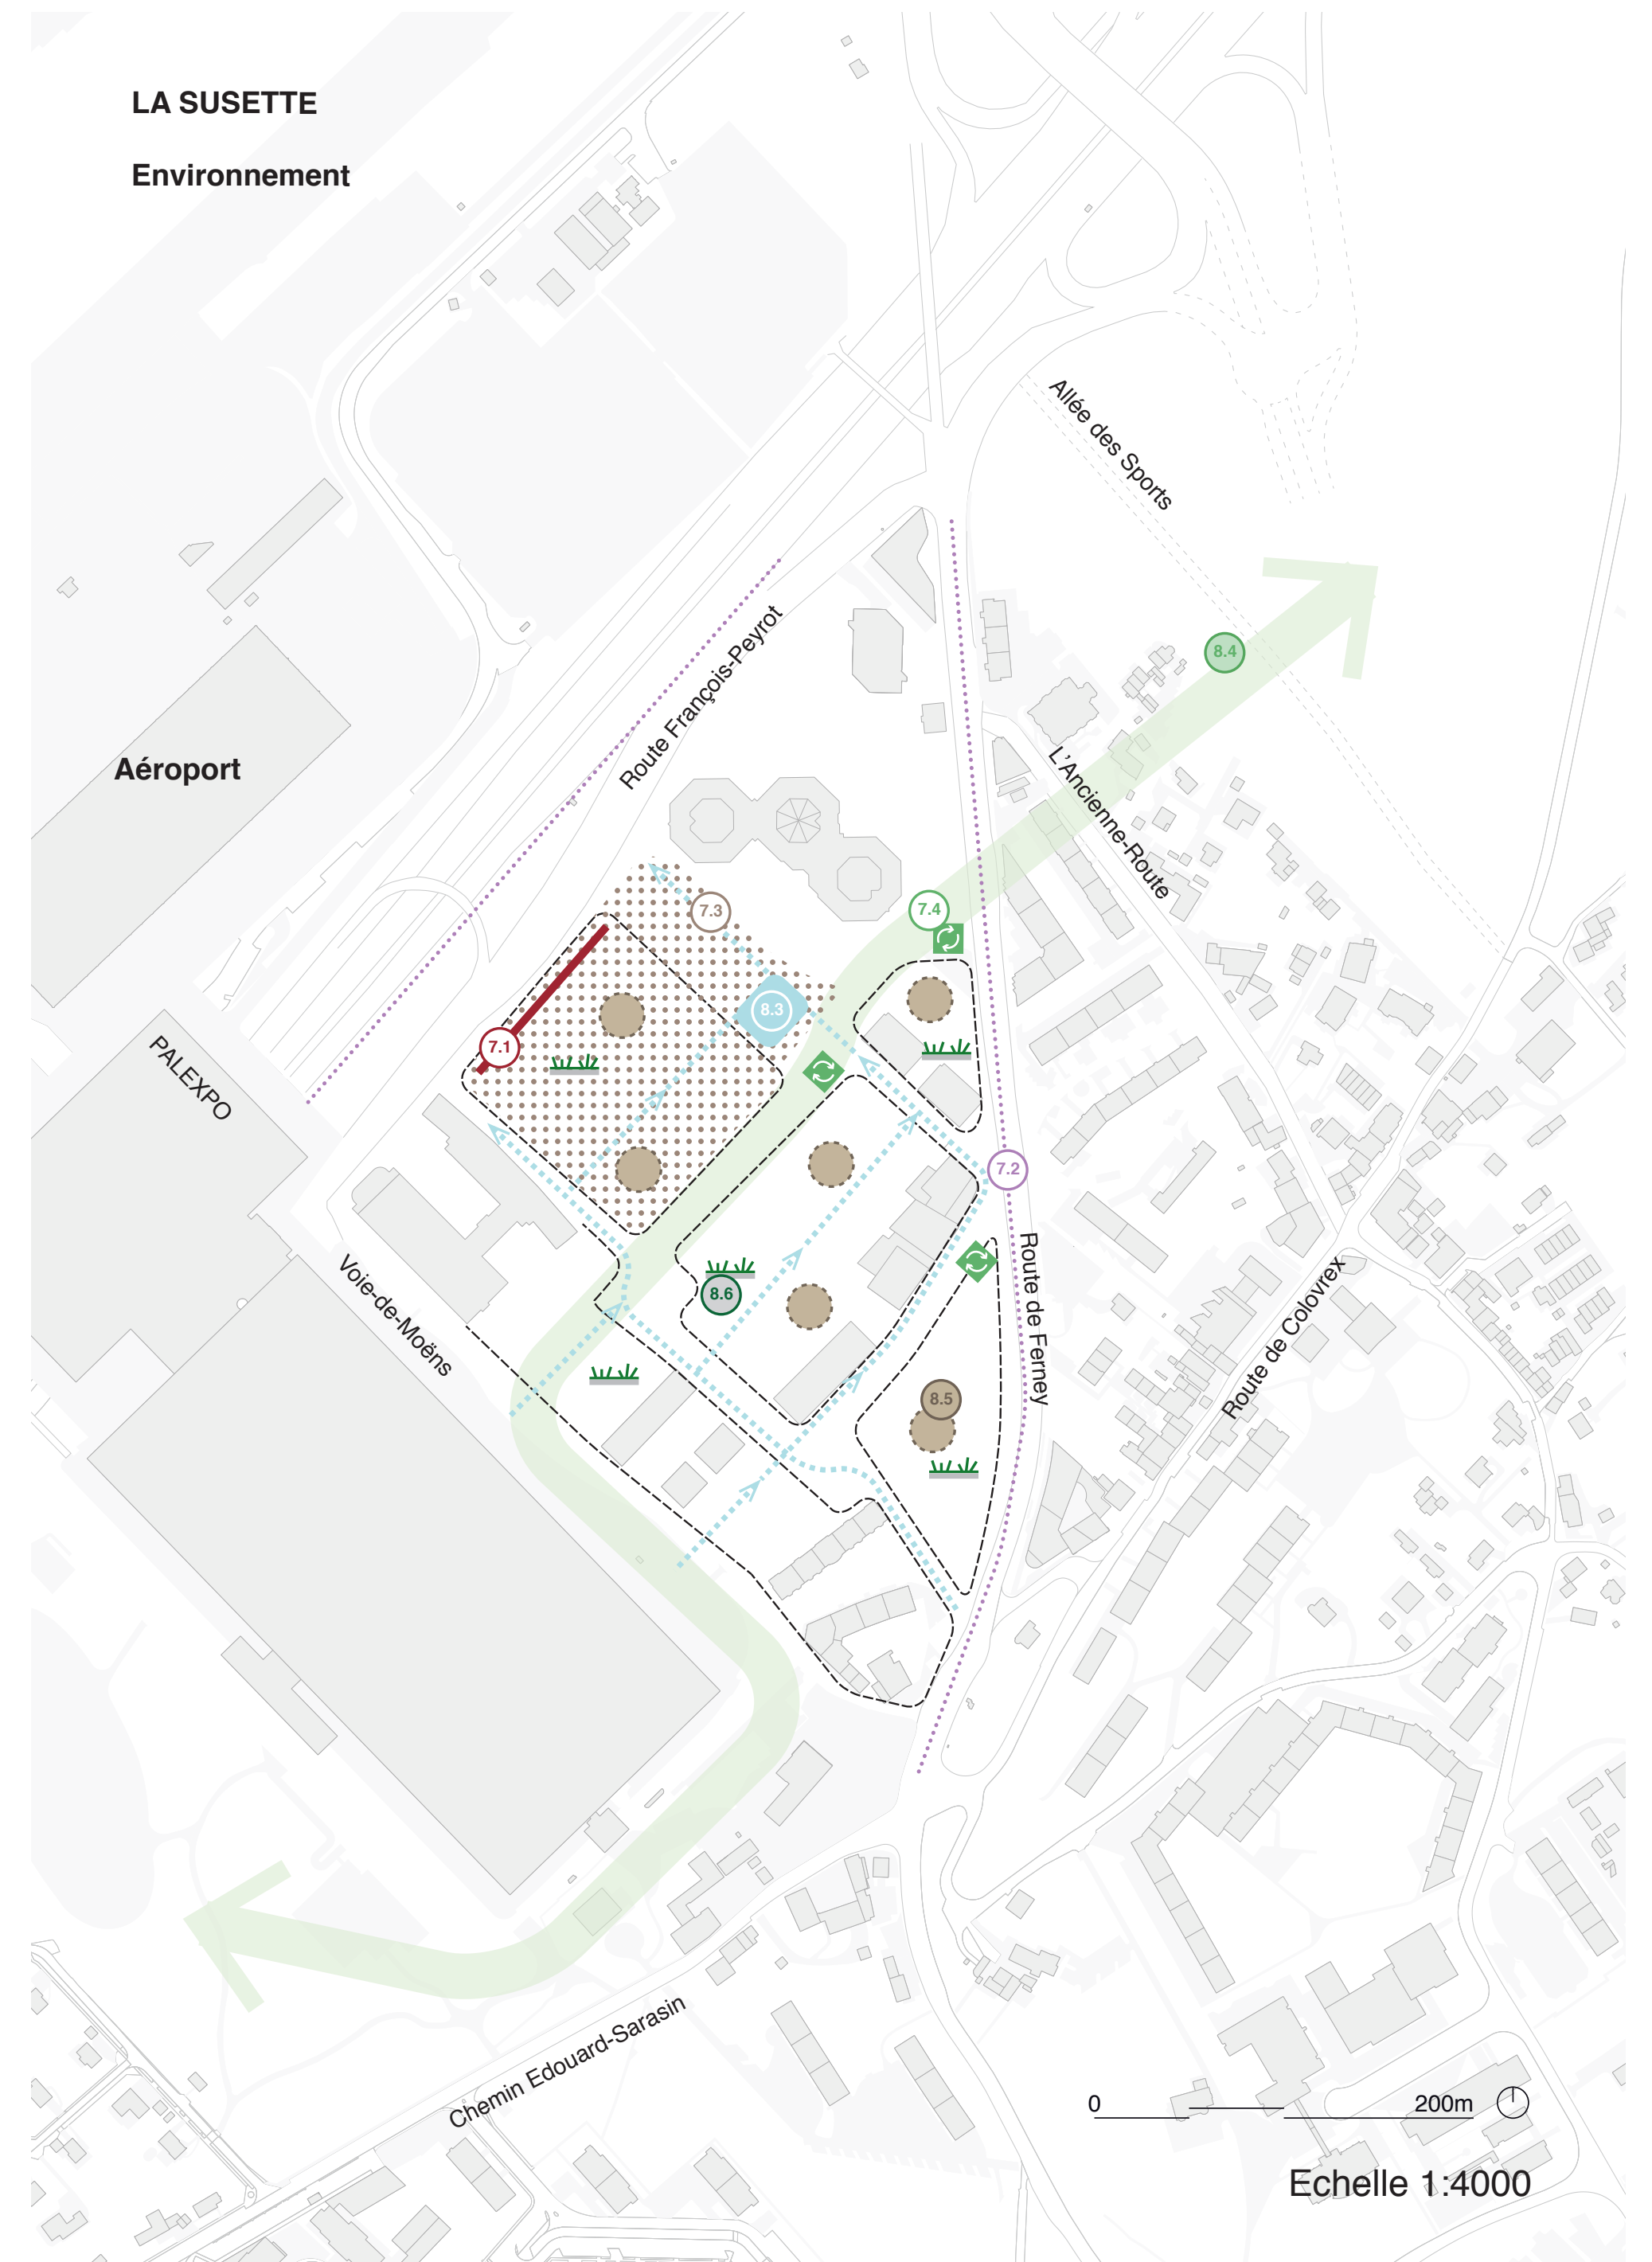 LA SUSETTE
Environnement
Allée des Sports
8.4
Route François-Peyrot
Aéroport
L'Ancienne-Route
7.3
7.4
8.3
7.1
PALEXPO
7.2
Voie-de-Moëns
8.6
Route de Ferney
Route de Colovrex
8.5
Chemin Edouard-Sarasin
0 200m
Echelle 1:4000